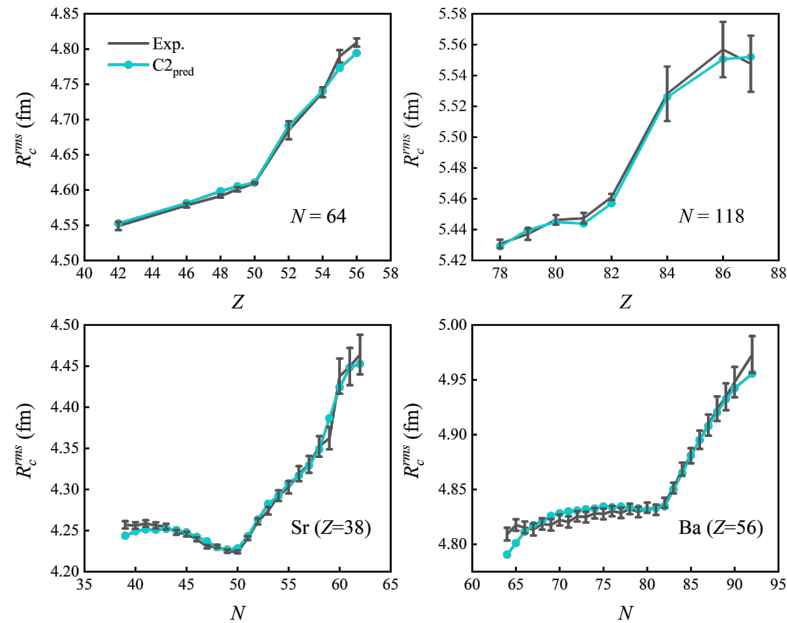 4.85
4.80
4.75
4.70
4.65
4.60
4.55
4.50
R_c^{rms} (fm)
Exp.
C2_{pred}
N = 64
40 42 44 46 48 50 52 54 56 58
Z
5.58
5.56
5.54
5.52
5.50
5.48
5.46
5.44
5.42
R_c^{rms} (fm)
N = 118
78 80 82 84 86 88
Z
4.50
4.45
4.40
4.35
4.30
4.25
4.20
R_c^{rms} (fm)
Sr (Z=38)
35 40 45 50 55 60 65
N
5.00
4.95
4.90
4.85
4.80
R_c^{rms} (fm)
Ba (Z=56)
60 65 70 75 80 85 90 95
N